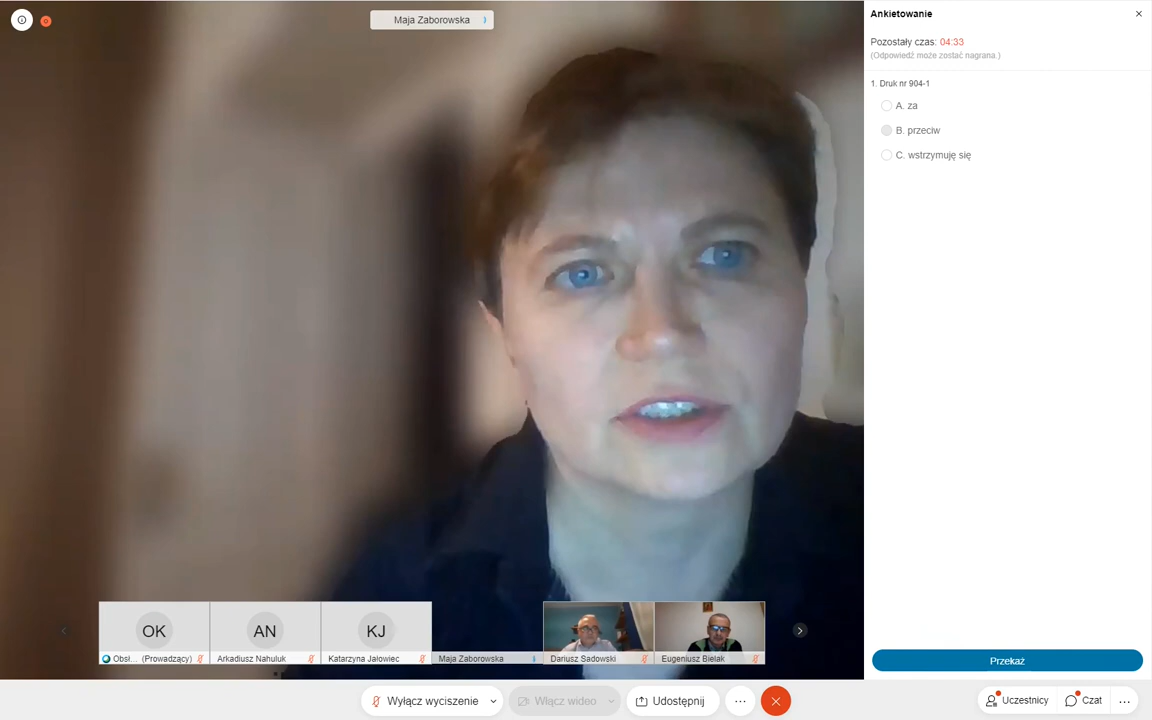 Maja Zaborowska
Ankietowanie
Pozostały czas: 04:33
(Odpowiedź może zostać nagrana.)
1. Druk nr 904-1
A. za
B. przeciw
C. wstrzymuję się
OK
AN
KJ
Obsł... (Prowadzący)
Arkadiusz Nahuluk
Katarzyna Jałowiec
Maja Zaborowska
Dariusz Sadowski
Eugeniusz Bielak
Przekaż
Wyłącz wyciszenie
Włącz wideo
Udostępnij
Uczestnicy
Czat